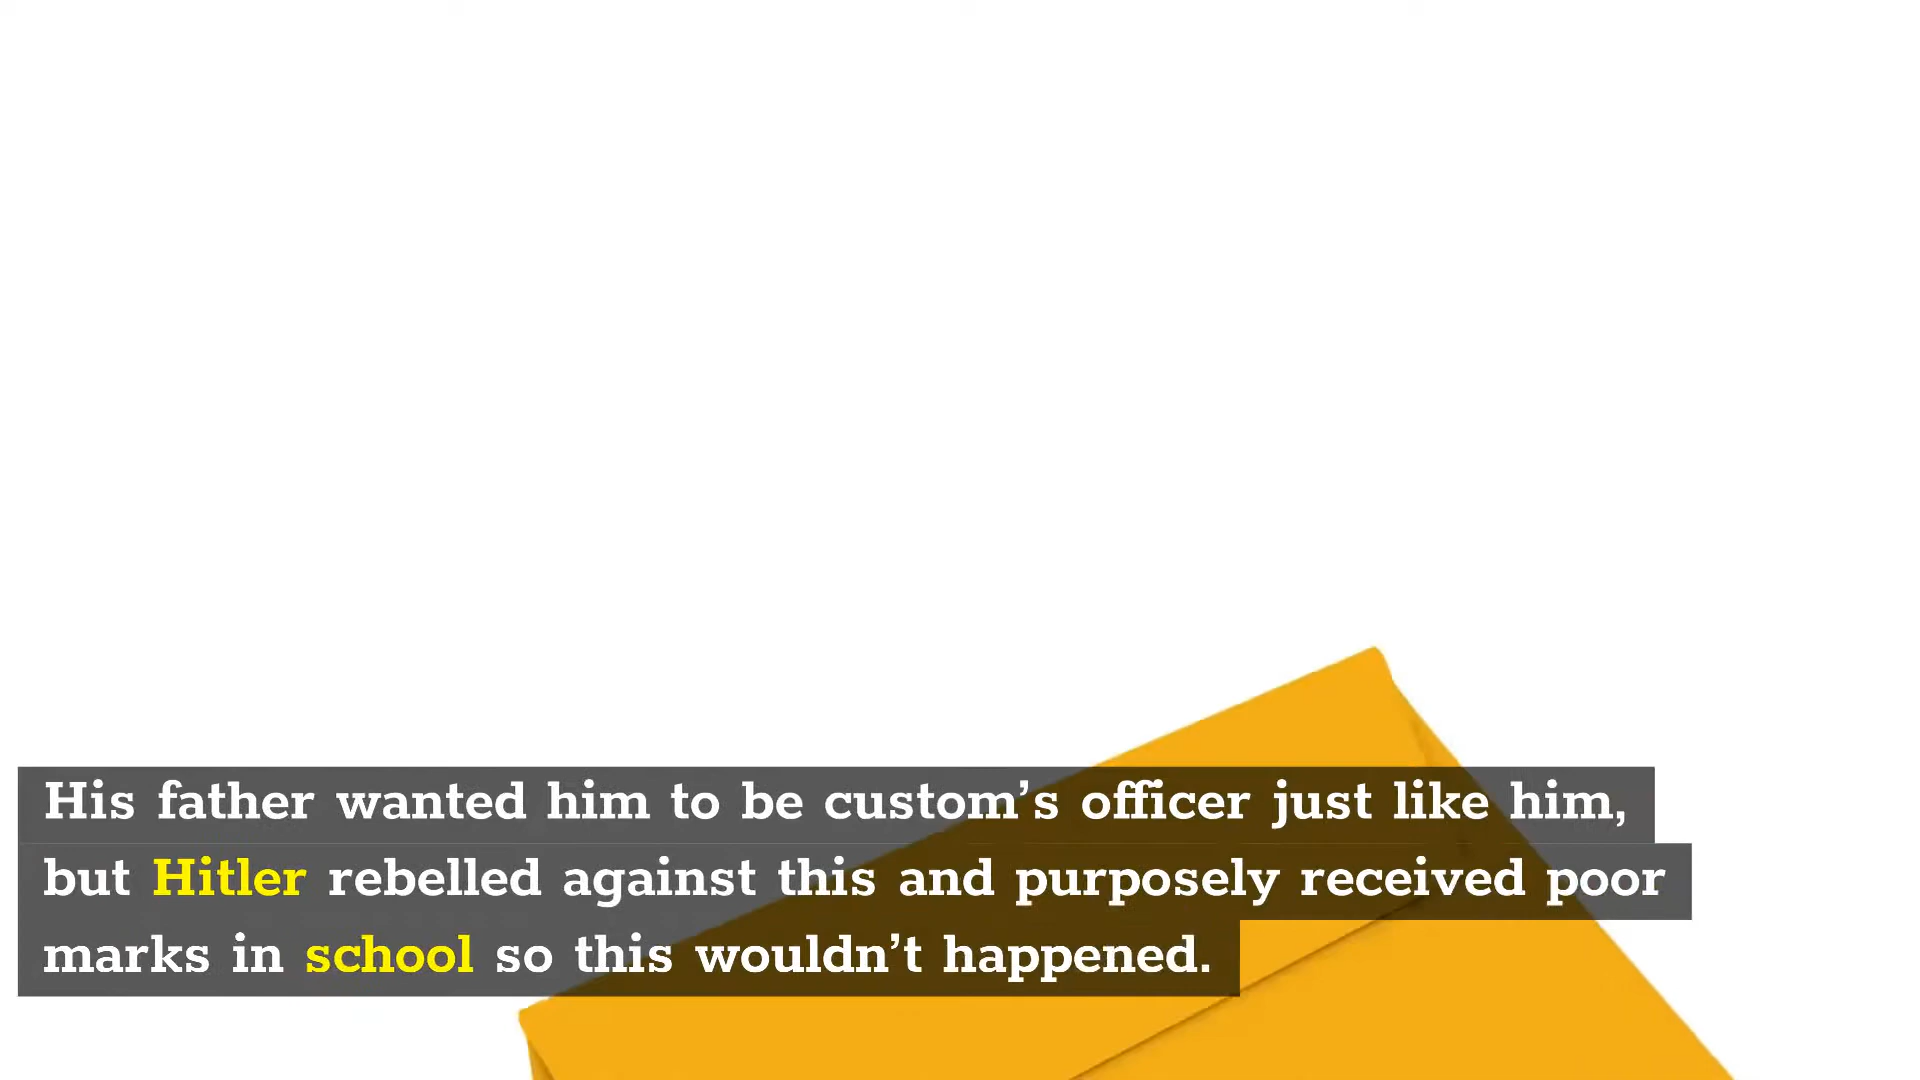 His father wanted him to be custom’s officer just like him,
but Hitler rebelled against this and purposely received poor
marks in school so this wouldn’t happened.